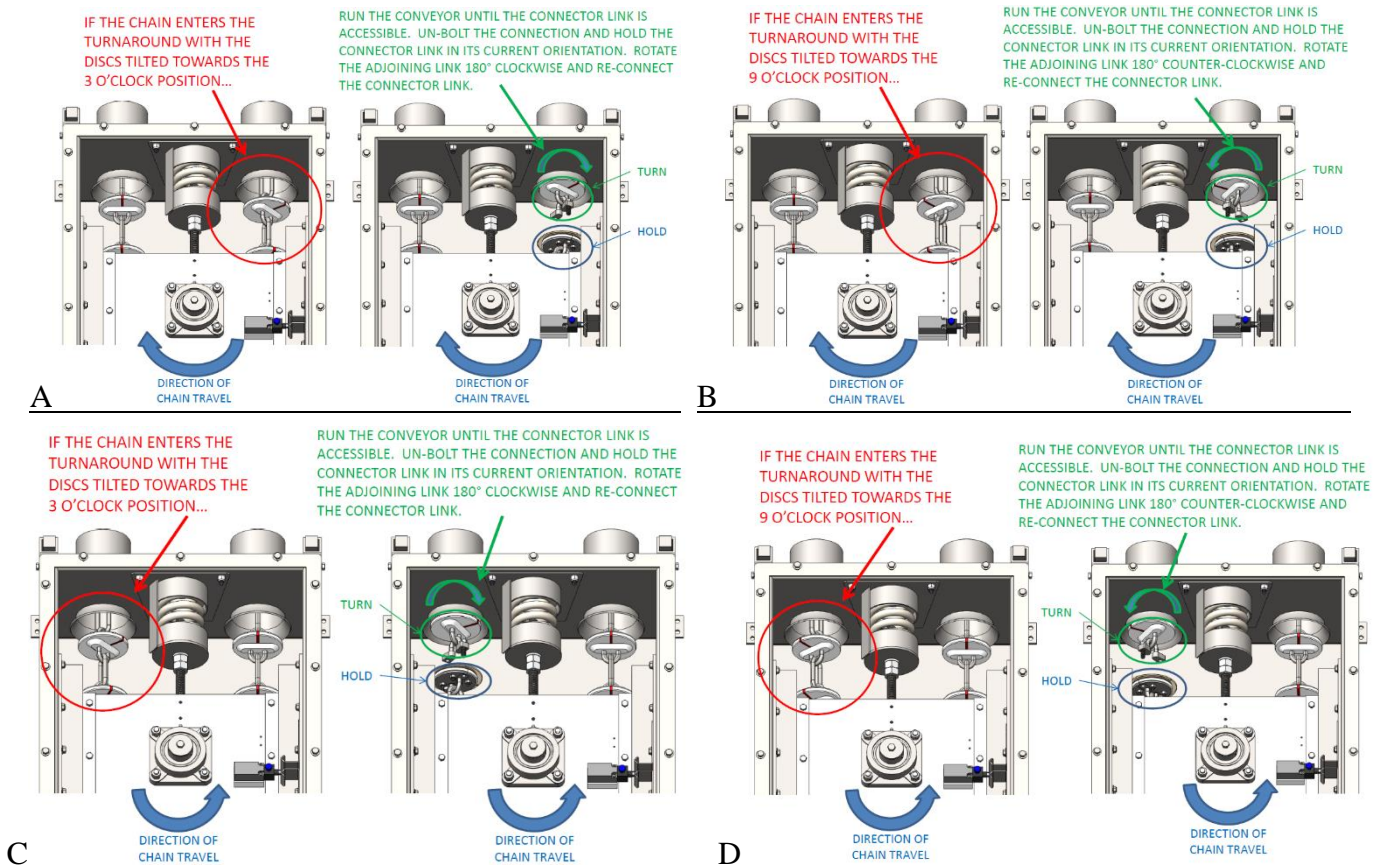 IF THE CHAIN ENTERS THE
TURNAROUND WITH THE
DISCS TILTED TOWARDS THE
3 O’CLOCK POSITION...
RUN THE CONVEYOR UNTIL THE CONNECTOR LINK IS
ACCESSIBLE. UN-BOLT THE CONNECTION AND HOLD
THE CONNECTOR LINK IN ITS CURRENT
ORIENTATION. ROTATE
THE ADJOINING LINK 180° CLOCKWISE AND RE-CONNECT
THE CONNECTOR LINK.
TURN
HOLD
DIRECTION OF
CHAIN TRAVEL
DIRECTION OF
CHAIN TRAVEL
A
IF THE CHAIN ENTERS THE
TURNAROUND WITH THE
DISCS TILTED TOWARDS THE
9 O’CLOCK POSITION...
RUN THE CONVEYOR UNTIL THE CONNECTOR LINK IS
ACCESSIBLE. UN-BOLT THE CONNECTION AND HOLD THE
CONNECTOR LINK IN ITS CURRENT ORIENTATION. ROTATE
THE ADJOINING LINK 180° COUNTER-CLOCKWISE AND
RE-CONNECT THE CONNECTOR LINK.
TURN
HOLD
DIRECTION OF
CHAIN TRAVEL
DIRECTION OF
CHAIN TRAVEL
B
IF THE CHAIN ENTERS THE
TURNAROUND WITH THE
DISCS TILTED TOWARDS THE
3 O’CLOCK POSITION...
RUN THE CONVEYOR UNTIL THE CONNECTOR LINK IS
ACCESSIBLE. UN-BOLT THE CONNECTION AND HOLD THE
CONNECTOR LINK IN ITS CURRENT ORIENTATION. ROTATE
THE ADJOINING LINK 180° CLOCKWISE AND RE-CONNECT
THE CONNECTOR LINK.
TURN
HOLD
DIRECTION OF
CHAIN TRAVEL
DIRECTION OF
CHAIN TRAVEL
C
IF THE CHAIN ENTERS THE
TURNAROUND WITH THE
DISCS TILTED TOWARDS THE
9 O’CLOCK POSITION...
RUN THE CONVEYOR UNTIL THE CONNECTOR LINK IS
ACCESSIBLE. UN-BOLT THE CONNECTION AND HOLD THE
CONNECTOR LINK IN ITS CURRENT ORIENTATION. ROTATE
THE ADJOINING LINK 180° COUNTER-CLOCKWISE AND
RE-CONNECT THE CONNECTOR LINK.
TURN
HOLD
DIRECTION OF
CHAIN TRAVEL
DIRECTION OF
CHAIN TRAVEL
D